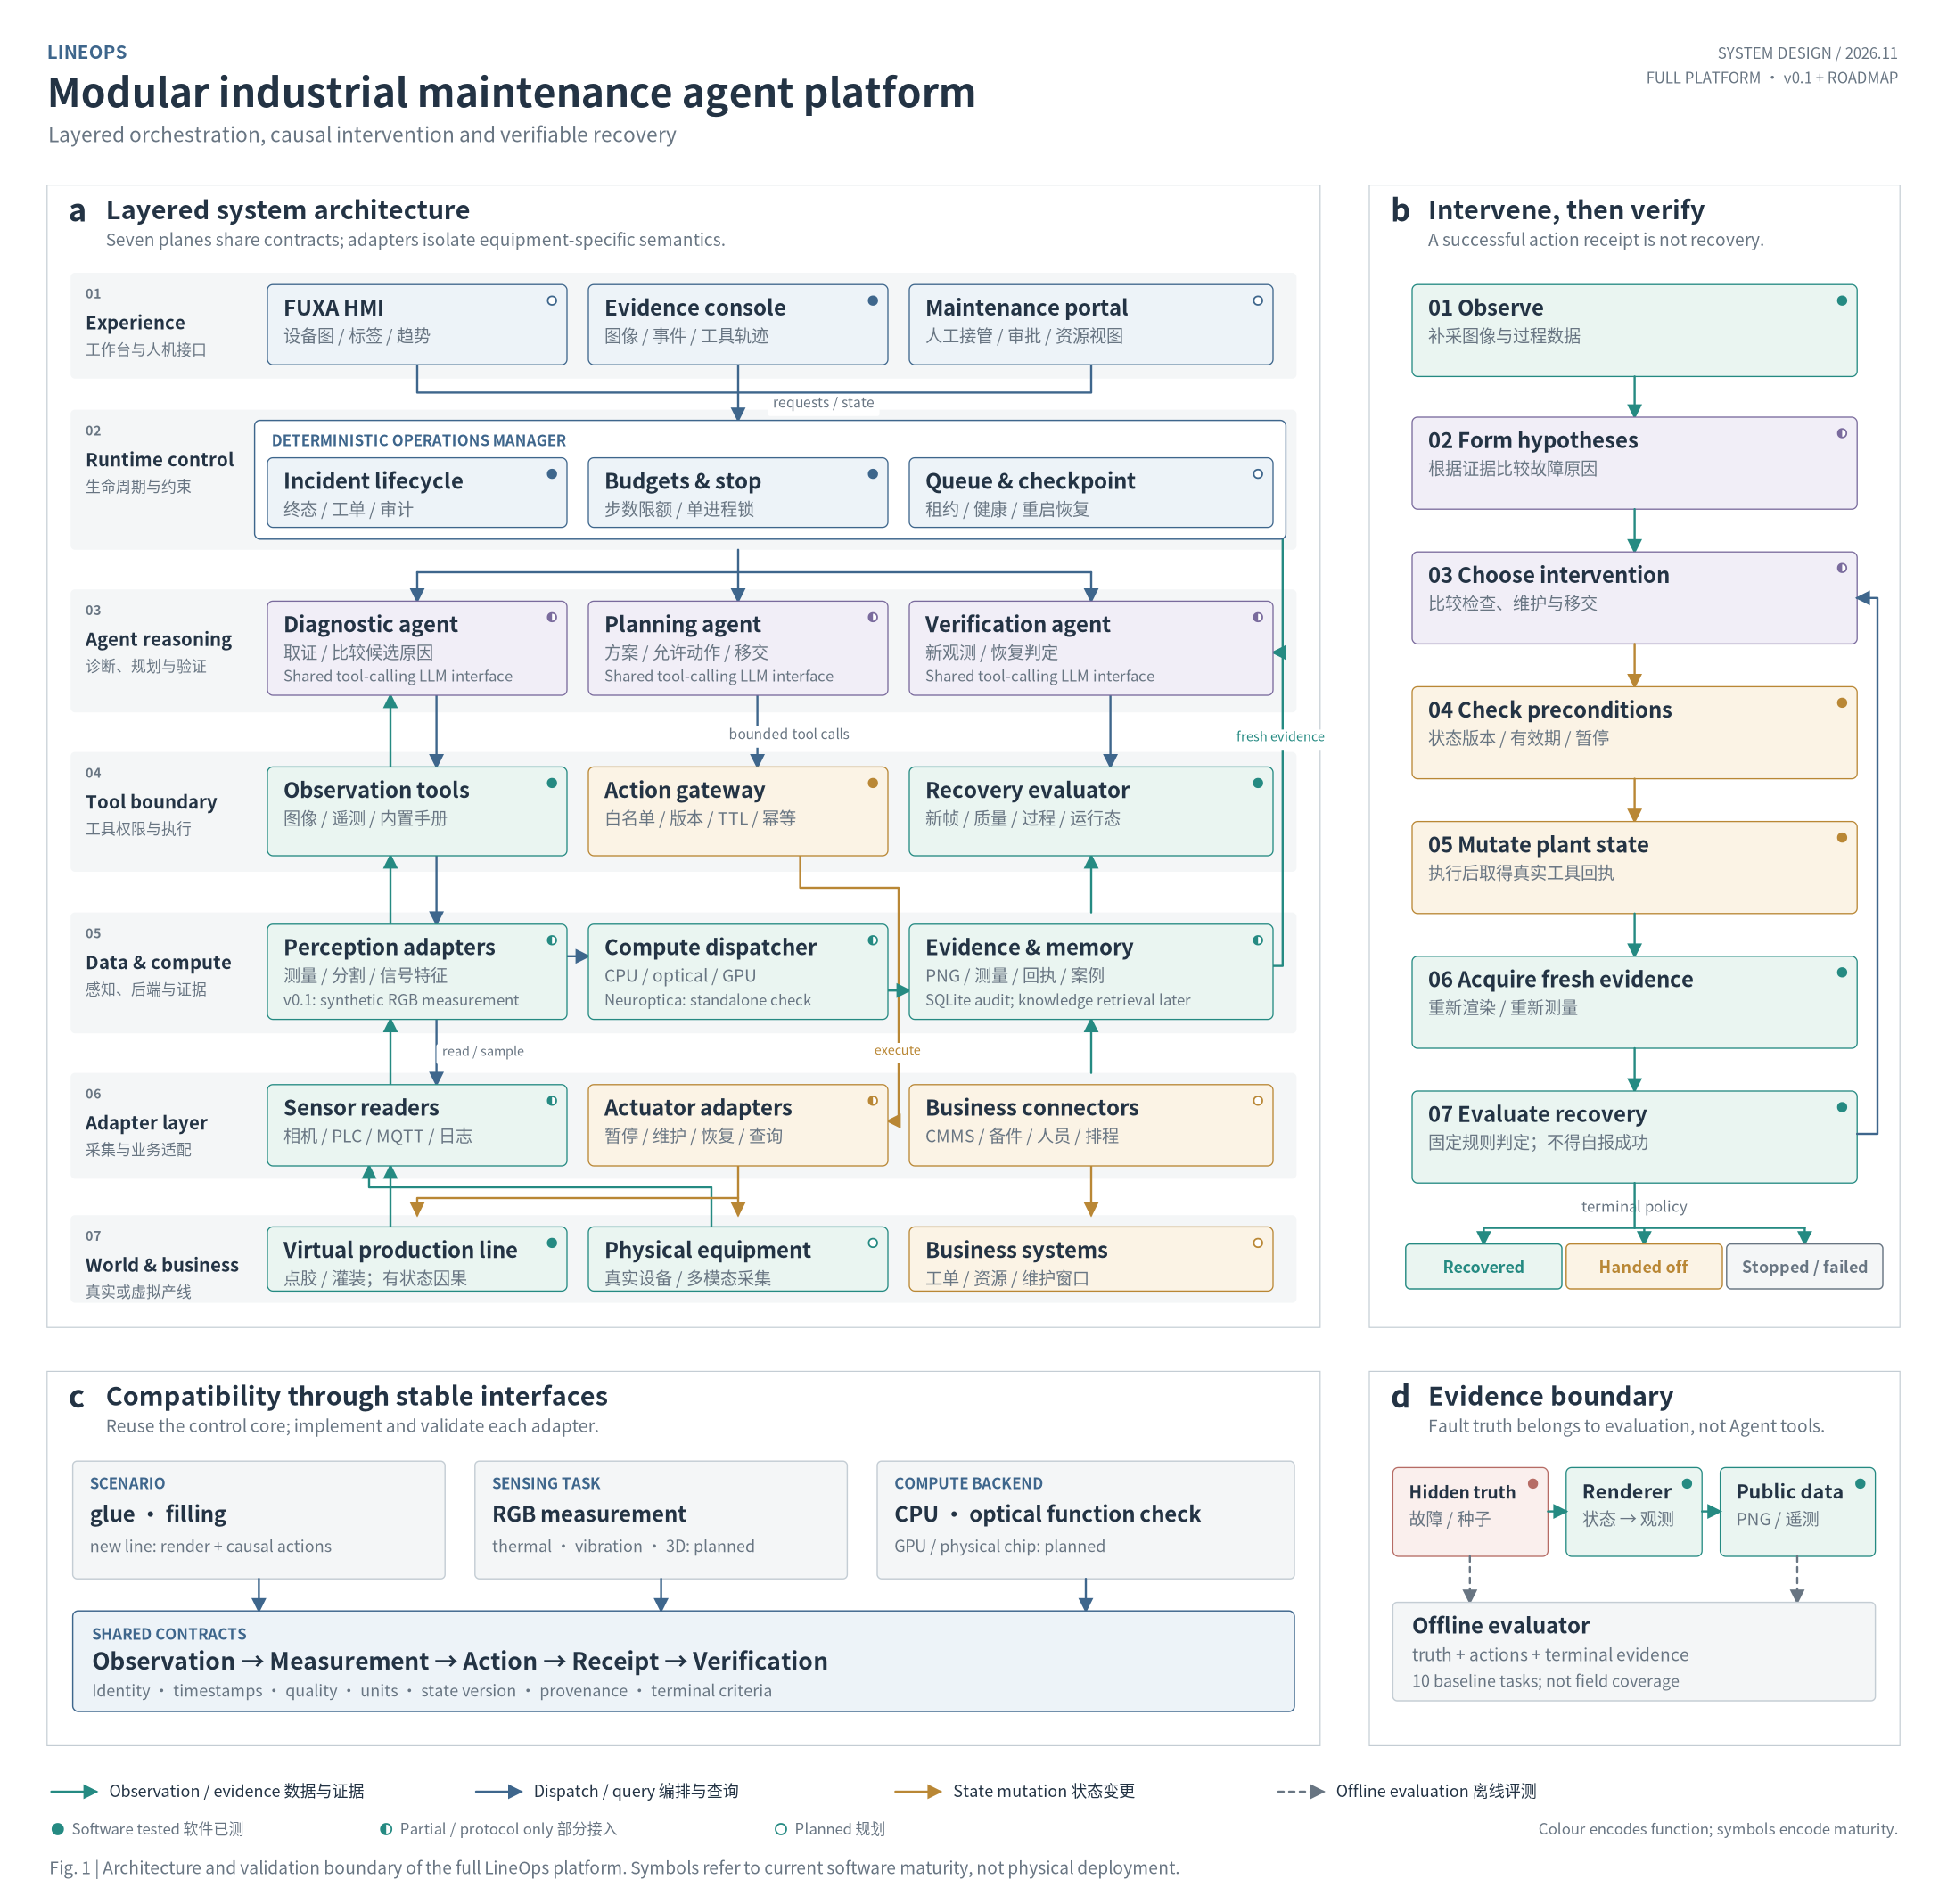 LINEOPS
Modular industrial maintenance agent platform
Layered orchestration, causal intervention and verifiable recovery
SYSTEM DESIGN / 2026.11
FULL PLATFORM · v0.1 + ROADMAP
a Layered system architecture
Seven planes share contracts; adapters isolate equipment-specific semantics.
01
Experience
工作台与人机接口
FUXA HMI
设备图 / 标签 / 趋势
Evidence console
图像 / 事件 / 工具轨迹
Maintenance portal
人工接管 / 审批 / 资源视图
requests / state
02
Runtime control
生命周期与约束
DETERMINISTIC OPERATIONS MANAGER
Incident lifecycle
终态 / 工单 / 审计
Budgets & stop
步数限额 / 单进程锁
Queue & checkpoint
租约 / 健康 / 重启恢复
03
Agent reasoning
诊断、规划与验证
Diagnostic agent
取证 / 比较候选原因
Shared tool-calling LLM interface
Planning agent
方案 / 允许动作 / 移交
Shared tool-calling LLM interface
Verification agent
新观测 / 恢复判定
Shared tool-calling LLM interface
bounded tool calls
fresh evidence
04
Tool boundary
工具权限与执行
Observation tools
图像 / 遥测 / 内置手册
Action gateway
白名单 / 版本 / TTL / 幂等
Recovery evaluator
新帧 / 质量 / 过程 / 运行态
05
Data & compute
感知、后端与证据
Perception adapters
测量 / 分割 / 信号特征
v0.1: synthetic RGB measurement
Compute dispatcher
CPU / optical / GPU
Neuroptica: standalone check
Evidence & memory
PNG / 测量 / 回执 / 案例
SQLite audit; knowledge retrieval later
read / sample
execute
06
Adapter layer
采集与业务适配
Sensor readers
相机 / PLC / MQTT / 日志
Actuator adapters
暂停 / 维护 / 恢复 / 查询
Business connectors
CMMS / 备件 / 人员 / 排程
07
World & business
真实或虚拟产线
Virtual production line
点胶 / 灌装；有状态因果
Physical equipment
真实设备 / 多模态采集
Business systems
工单 / 资源 / 维护窗口
b Intervene, then verify
A successful action receipt is not recovery.
01 Observe
补采图像与过程数据
02 Form hypotheses
根据证据比较故障原因
03 Choose intervention
比较检查、维护与移交
04 Check preconditions
状态版本 / 有效期 / 暂停
05 Mutate plant state
执行后取得真实工具回执
06 Acquire fresh evidence
重新渲染 / 重新测量
07 Evaluate recovery
固定规则判定；不得自报成功
terminal policy
Recovered
Handed off
Stopped / failed
c Compatibility through stable interfaces
Reuse the control core; implement and validate each adapter.
SCENARIO
glue · filling
new line: render + causal actions
SENSING TASK
RGB measurement
thermal · vibration · 3D: planned
COMPUTE BACKEND
CPU · optical function check
GPU / physical chip: planned
SHARED CONTRACTS
Observation → Measurement → Action → Receipt → Verification
Identity · timestamps · quality · units · state version · provenance · terminal criteria
d Evidence boundary
Fault truth belongs to evaluation, not Agent tools.
Hidden truth
故障 / 种子
Renderer
状态 → 观测
Public data
PNG / 遥测
Offline evaluator
truth + actions + terminal evidence
10 baseline tasks; not field coverage
Observation / evidence 数据与证据
Dispatch / query 编排与查询
State mutation 状态变更
Offline evaluation 离线评测
Software tested 软件已测
Partial / protocol only 部分接入
Planned 规划
Colour encodes function; symbols encode maturity.
Fig. 1 | Architecture and validation boundary of the full LineOps platform. Symbols refer to current software maturity, not physical deployment.